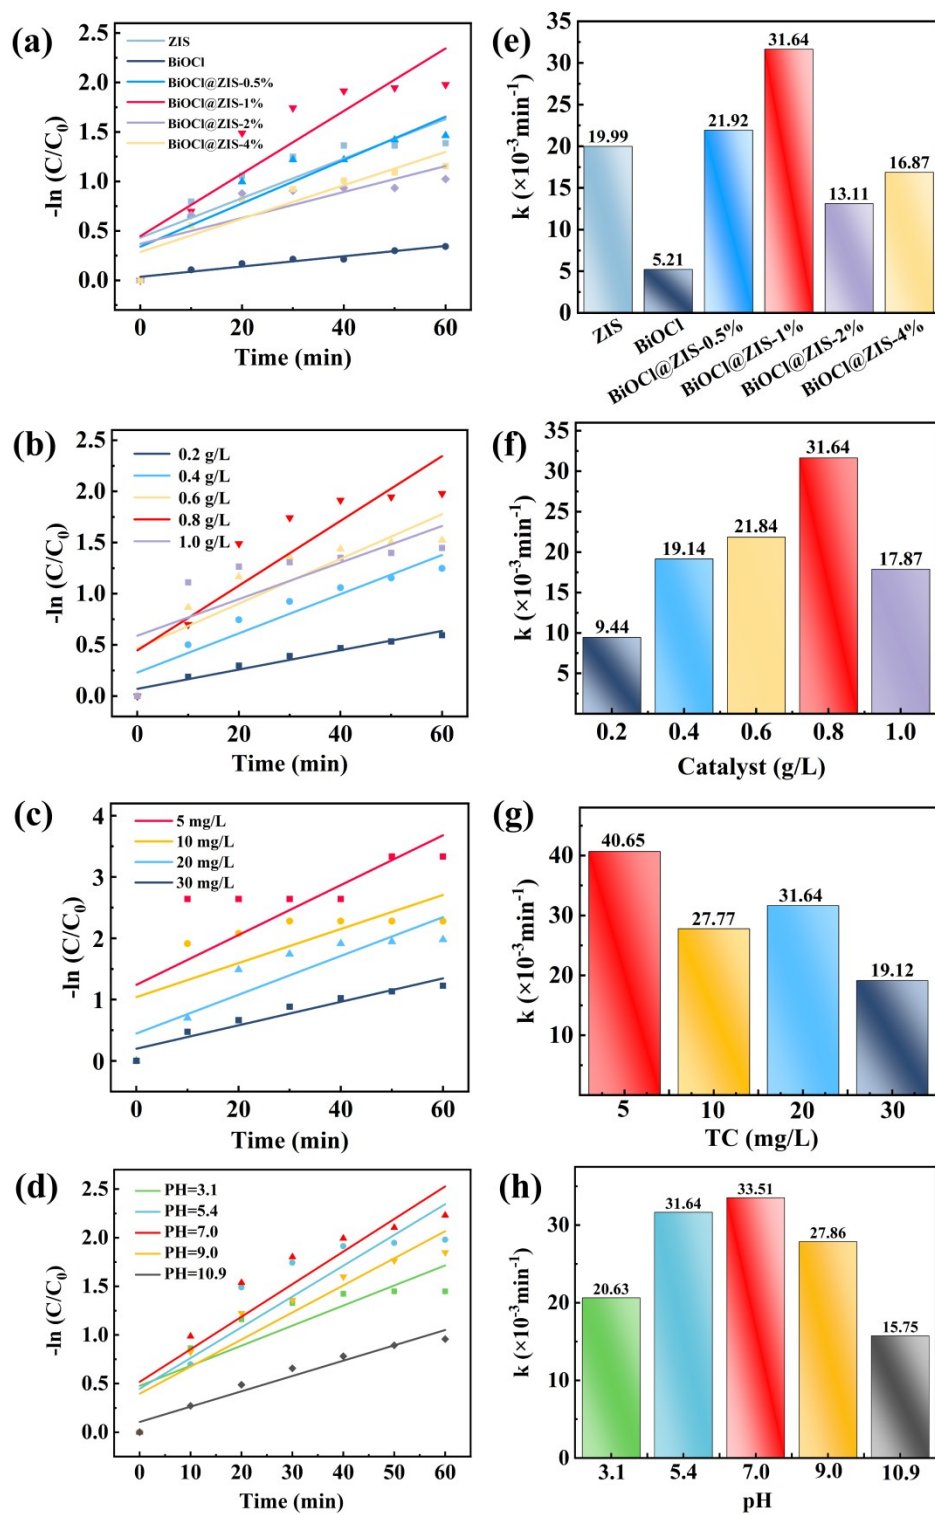 (a)
2.5
2.0
1.5
1.0
0.5
0.0
-ln (C/C0)
ZIS
BiOCl
BiOCl@ZIS-0.5%
BiOCl@ZIS-1%
BiOCl@ZIS-2%
BiOCl@ZIS-4%
0 20 40 60
Time (min)
(e)
35
30
25
20
15
10
5
0
k (×10-3min-1)
19.99
5.21
21.92
31.64
13.11
16.87
ZIS
BiOCl
BiOCl@ZIS-0.5%
BiOCl@ZIS-1%
BiOCl@ZIS-2%
BiOCl@ZIS-4%
(b)
2.5
2.0
1.5
1.0
0.5
0.0
-ln (C/C0)
0.2 g/L
0.4 g/L
0.6 g/L
0.8 g/L
1.0 g/L
0 20 40 60
Time (min)
(f)
35
30
25
20
15
10
5
k (×10-3min-1)
9.44
19.14
21.84
31.64
17.87
0.2 0.4 0.6 0.8 1.0
Catalyst (g/L)
(c)
4
3
2
1
0
-ln (C/C0)
5 mg/L
10 mg/L
20 mg/L
30 mg/L
0 20 40 60
Time (min)
(g)
40
30
20
10
k (×10-3min-1)
40.65
27.77
31.64
19.12
5 10 20 30
TC (mg/L)
(d)
2.5
2.0
1.5
1.0
0.5
0.0
-ln (C/C0)
PH=3.1
PH=5.4
PH=7.0
PH=9.0
PH=10.9
0 10 20 30 40 50 60
Time (min)
(h)
30
20
10
0
k (×10-3min-1)
20.63
31.64
33.51
27.86
15.75
3.1 5.4 7.0 9.0 10.9
pH